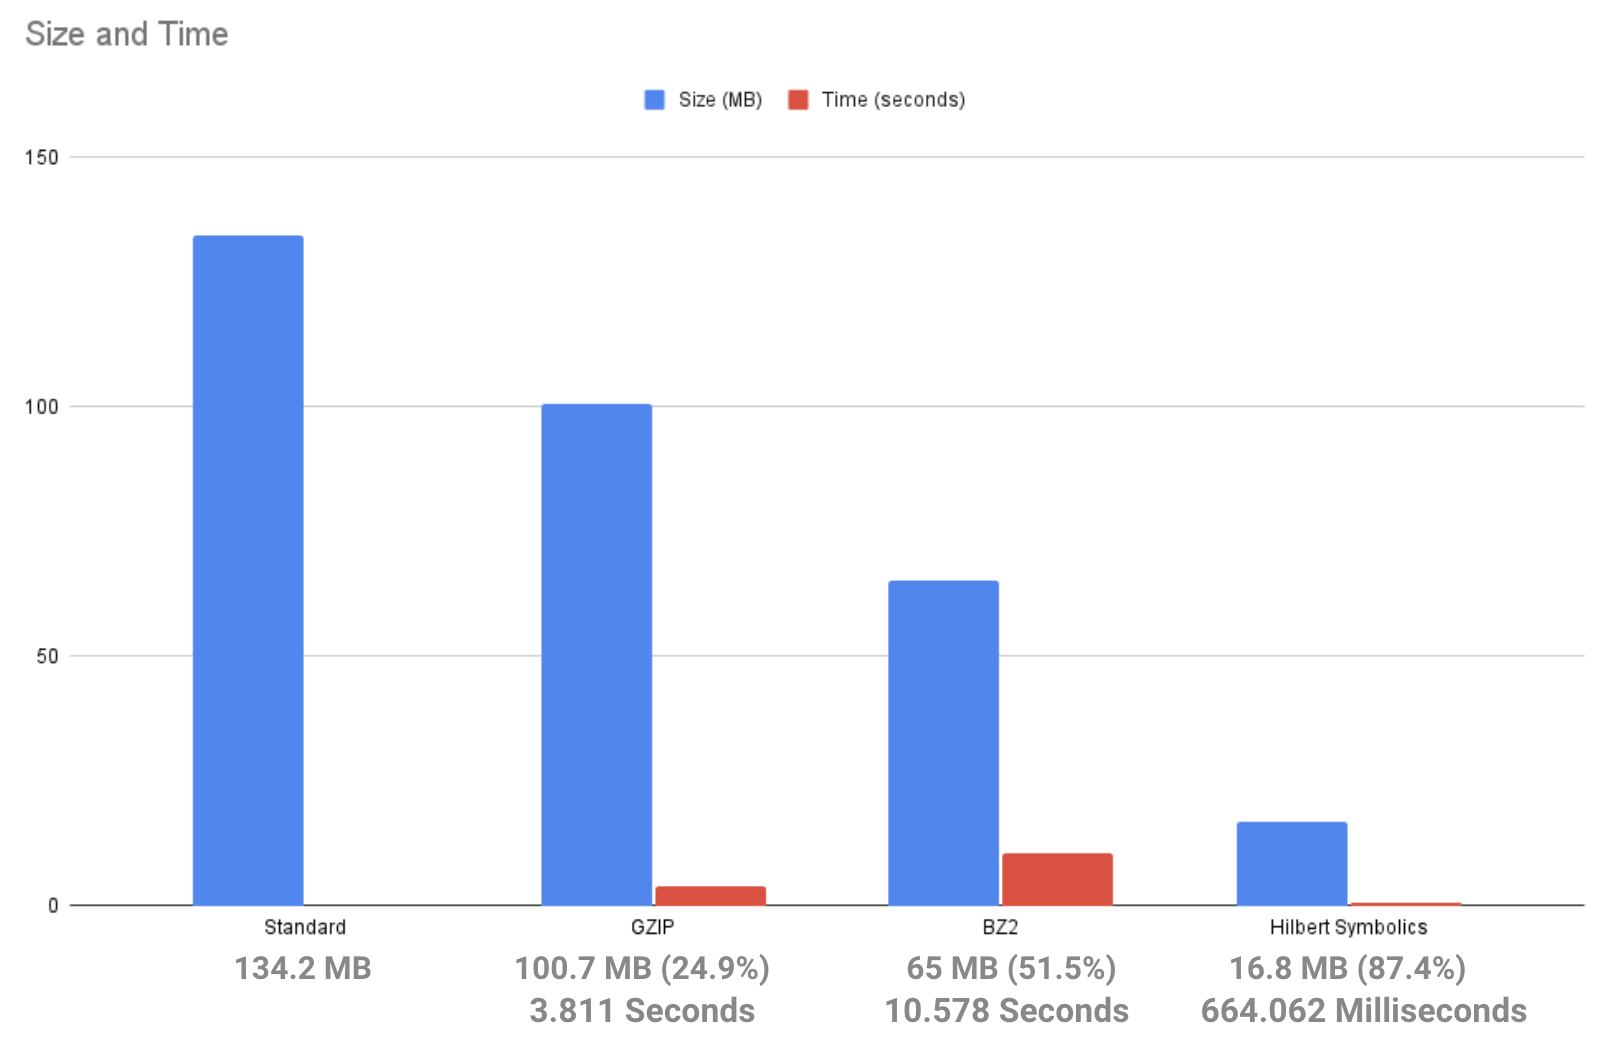 Size and Time
Size (MB) Time (seconds)
150
100
50
0
Standard GZIP BZ2 Hilbert Symbolics
134.2 MB 100.7 MB (24.9%) 65 MB (51.5%) 16.8 MB (87.4%)
3.811 Seconds 10.578 Seconds 664.062 Milliseconds